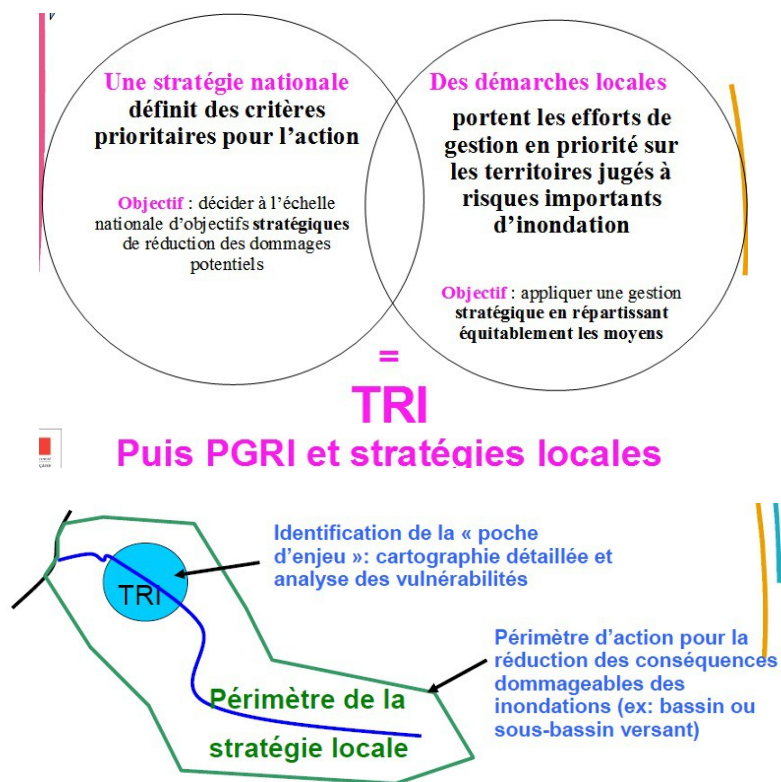 Une stratégie nationale
définit des critères
prioritaires pour l'action
Objectif : décider à l'échelle
nationale d'objectifs stratégiques
de réduction des dommages
potentiels
Des démarches locales
portent les efforts de
gestion en priorité sur
les territoires jugés à
risques importants
d'inondation
Objectif : appliquer une gestion
stratégique en répartissant
équitablement les moyens
=
TRI
Puis PGRI et stratégies locales
Identification de la « poche
d'enjeu »: cartographie détaillée et
analyse des vulnérabilités
TRI
Périmètre d'action pour la
réduction des conséquences
dommageables des
inondations (ex: bassin ou
sous-bassin versant)
Périmètre de la
stratégie locale